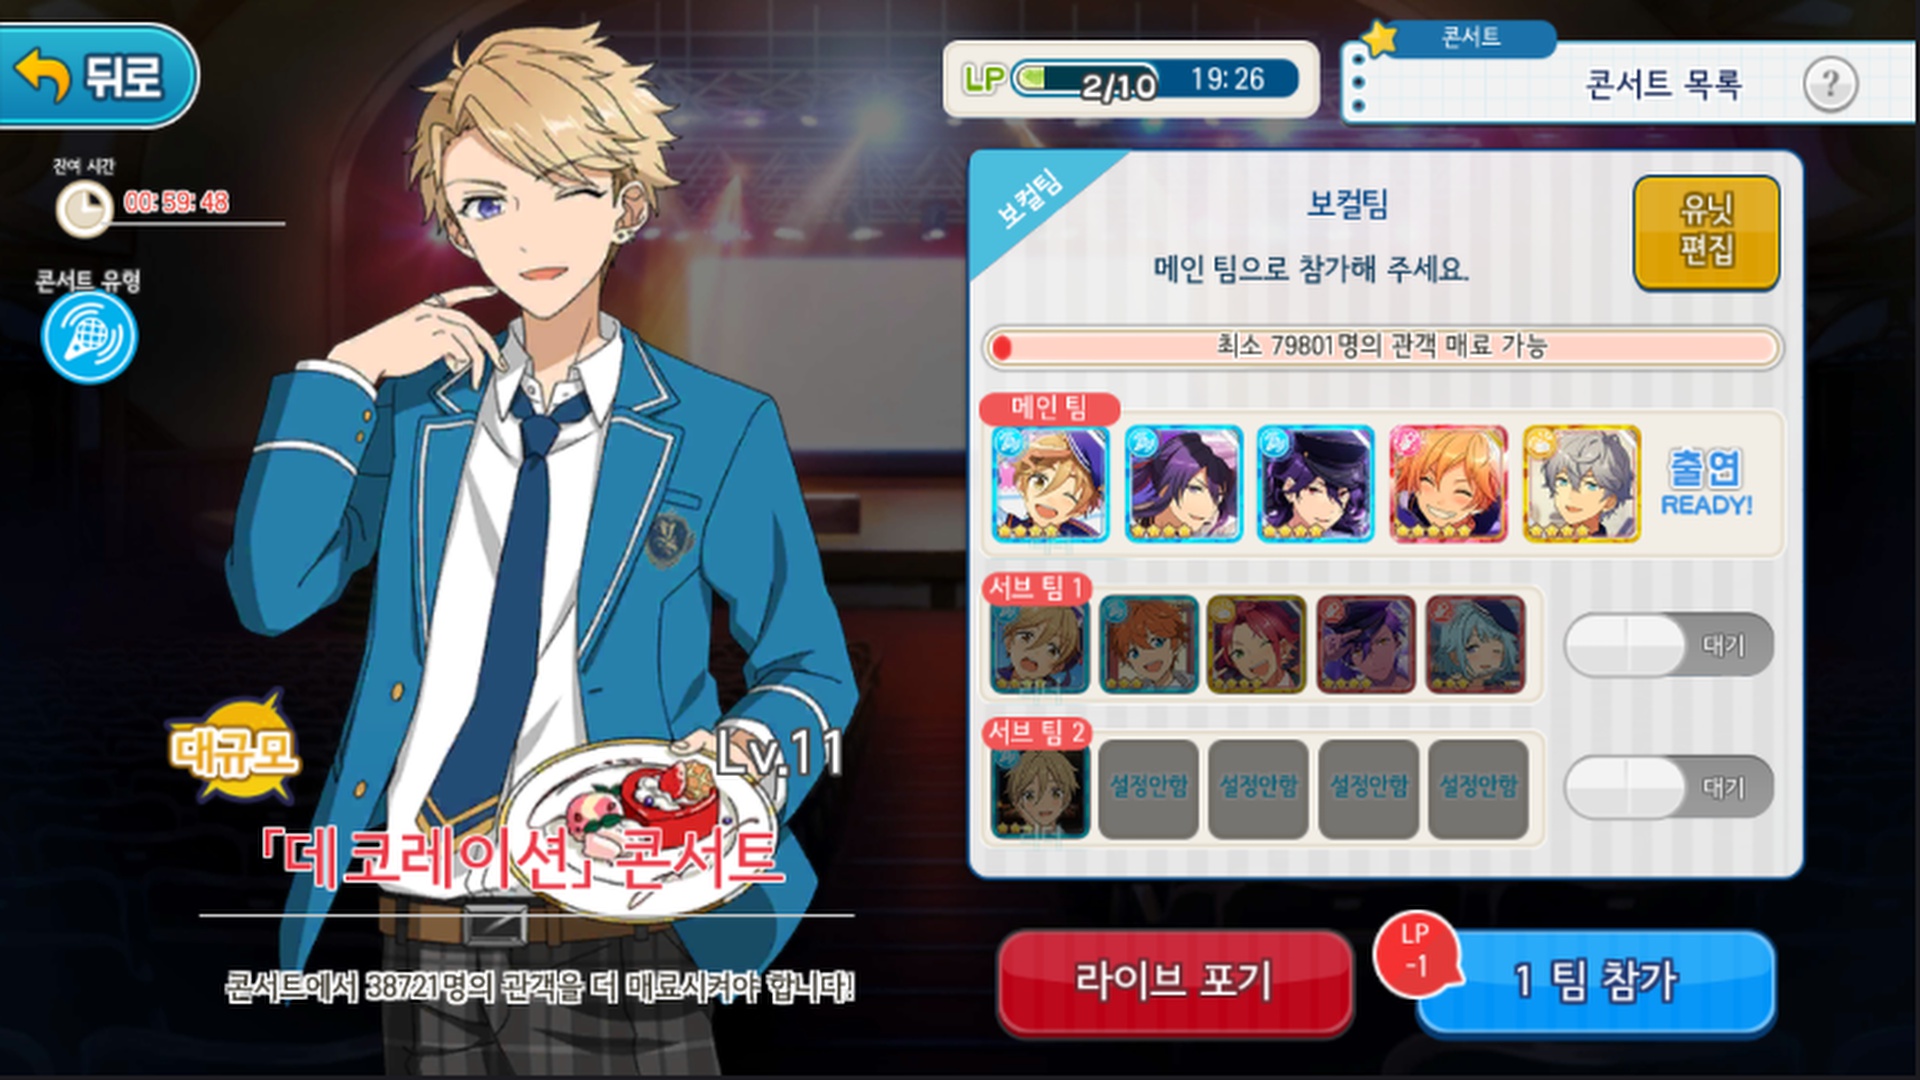 뒤로
LP 2/10 19:26
콘서트
콘서트 목록
?
잔여 시간
00:59:48
콘서트 유형
보컬팀
보컬팀
유닛
편집
메인 팀으로 참가해 주세요.
최소 79801명의 관객 매료 가능
메인 팀
출연
READY!
서브 팀 1
대기
서브 팀 2
설정안함 설정안함 설정안함 설정안함
대기
대규모
Lv.11
「데코레이션」 콘서트
콘서트에서 38721명의 관객을 더 매료시켜야 합니다!
라이브 포기
LP
-1
1 팀 참가